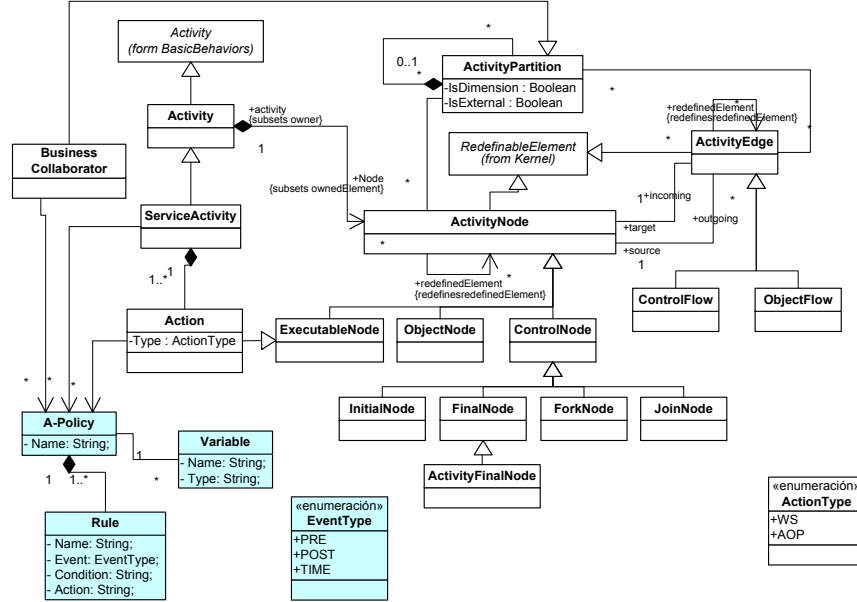 Activity
(form BasicBehaviors)
*
*
0..1
*
ActivityPartition
-IsDimension : Boolean
-IsExternal : Boolean
*
+redefinedElement
{redefinesredefinedElement}
*
*
ActivityEdge
Activity
+activity
{subsets owner}
1
RedefinableElement
(from Kernel)
*
Business
Collaborator
+Node
{subsets ownedElement}
*
1
+incoming
*
ServiceActivity
ActivityNode
*
+target
+outgoing
+source
1
1..*
1
+redefinedElement
{redefinesredefinedElement}
*
ControlFlow
ObjectFlow
Action
-Type : ActionType
ExecutableNode
ObjectNode
ControlNode
*
*
*
InitialNode
FinalNode
ForkNode
JoinNode
A-Policy
- Name: String;
1
*
Variable
- Name: String;
- Type: String;
1
1..*
ActivityFinalNode
Rule
- Name: String;
- Event: EventType;
- Condition: String;
- Action: String;
«enumeración»
EventType
+PRE
+POST
+TIME
«enumeración»
ActionType
+WS
+AOP